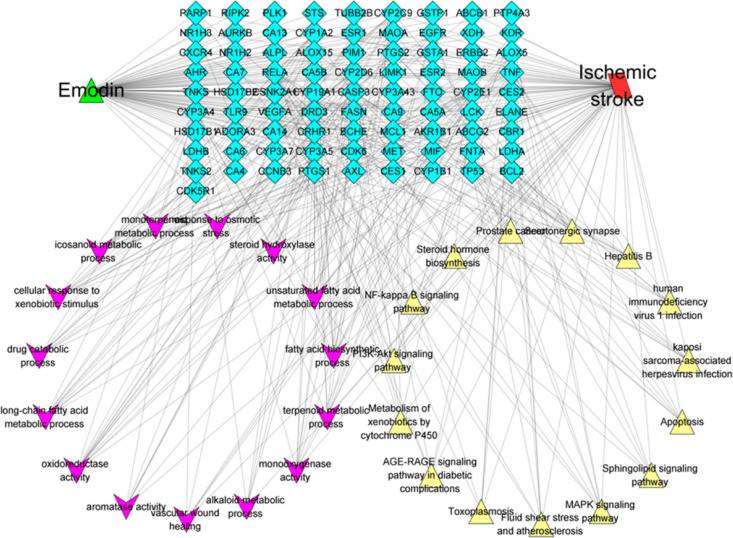 PARP1 RIPK2 PLK1 STS TUBB2B CYP2C9 GSTP1 ABCB1 PTP4A3
NR1H3 AURKB CA13 CYP1A2 ESR1 MAOA EGFR XDH KDR
CXCR4 NR1H2 ALPL ALOX15 PIM1 PTGS2 GSTA1 ERBB2 ALOX5
AHR CA7 RELA CA5B CYP2D6 LIMK1 ESR2 MAOB TNF
TNKS HSD17B2 CSNK2A1 CYP19A1 CASP3 CYP3A43 FTO CYP2E1 CES2
CYP3A4 TLR9 VEGFA DRD3 FASN CA9 CA5A LCK ELANE
HSD17B1 ADORA3 CA14 CRHR1 BCHE MCL1 AKR1B1 ABCG2 CBR1
LDHB CA6 CYP3A7 CYP3A5 CDK6 MET MIF FNTA LDHA
TNKS2 CA4 CCNB3 PTGS1 AXL CES1 CYP1B1 TP53 BCL2
CDK5R1
Emodin
Ischemic
stroke
metabolic process
response to osmotic
stress
icosanoid metabolic
process
steroid hydroxylase
activity
cellular response to
xenobiotic stimulus
unsaturated fatty acid
metabolic process
drug catabolic
process
fatty acid biosynthetic
process
long-chain fatty acid
metabolic process
terpenoid metabolic
process
oxidoreductase
activity
monooxygenase
activity
aromatase activity
vascular wound
healing
alkaloid metabolic
process
Prostate cancer
Serotonergic synapse
Steroid hormone
biosynthesis
Hepatitis B
NF-kappa B signaling
pathway
human
immunodeficiency
virus 1 infection
PI3K-Akt signaling
pathway
kaposi
sarcoma-associated
herpesvirus infection
Metabolism of
xenobiotics by
cytochrome P450
Apoptosis
AGE-RAGE signaling
pathway in diabetic
complications
Sphingolipid signaling
pathway
Toxoplasmosis
Fluid shear stress
and atherosclerosis
MAPK signaling
pathway